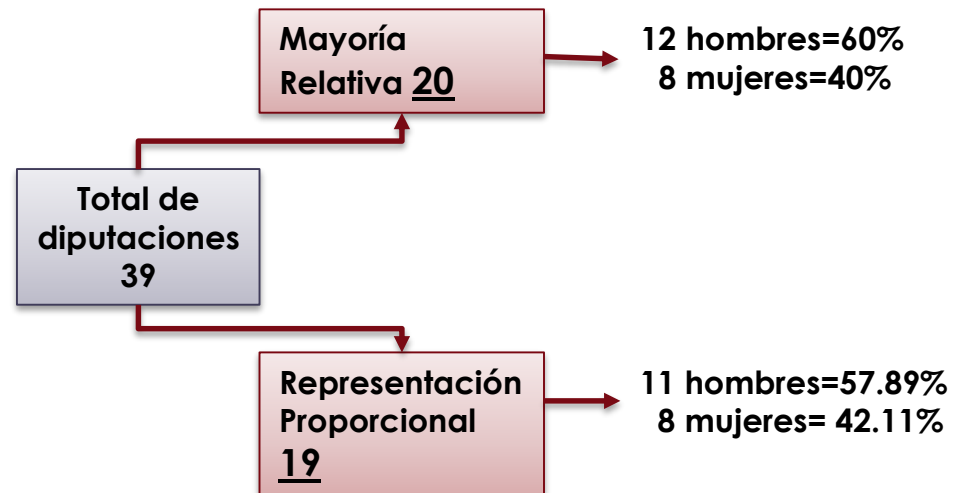 Mayoría
Relativa 20
12 hombres=60%
8 mujeres=40%
Total de
diputaciones
39
Representación
Proporcional
19
11 hombres=57.89%
8 mujeres= 42.11%